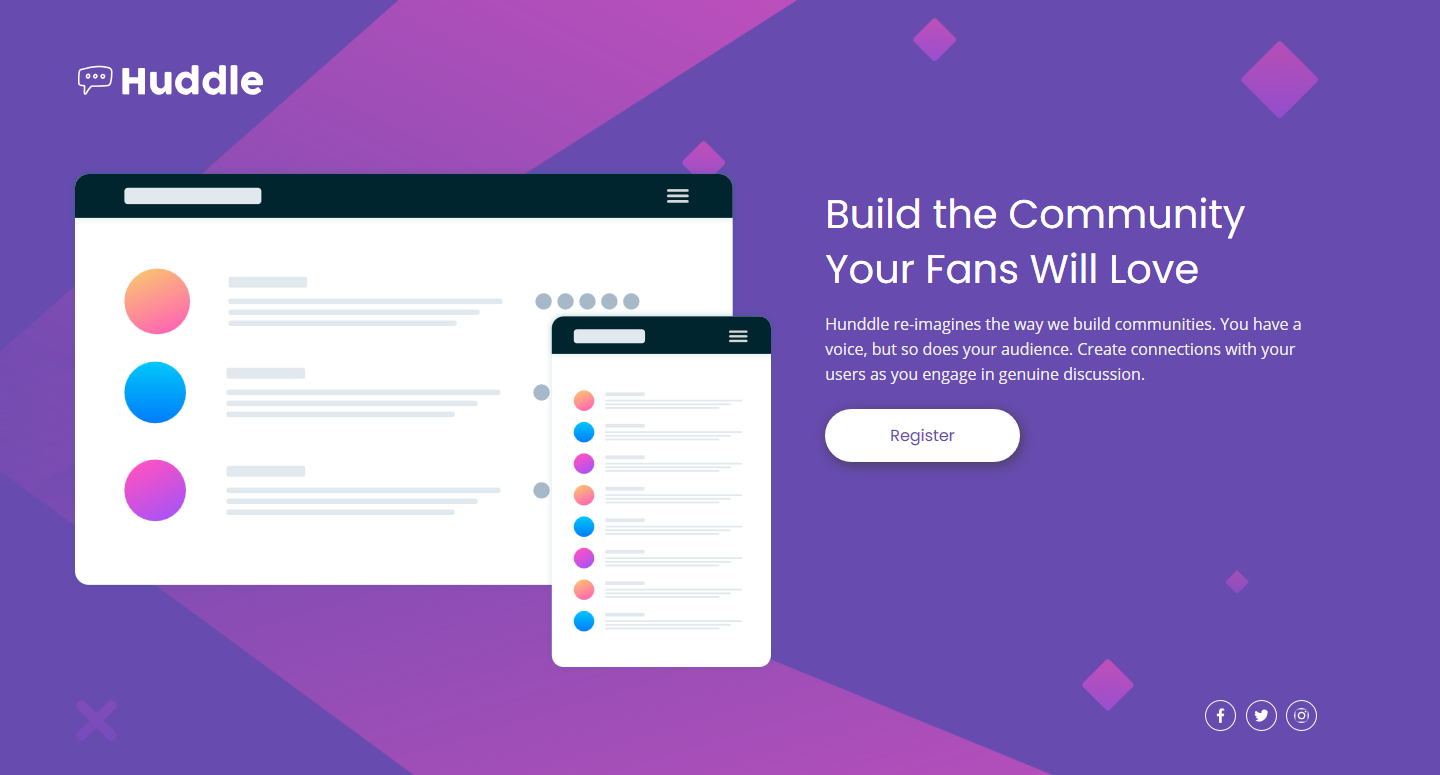 Huddle
Build the Community
Your Fans Will Love
Hunddle re-imagines the way we build communities. You have a
voice, but so does your audience. Create connections with your
users as you engage in genuine discussion.
Register